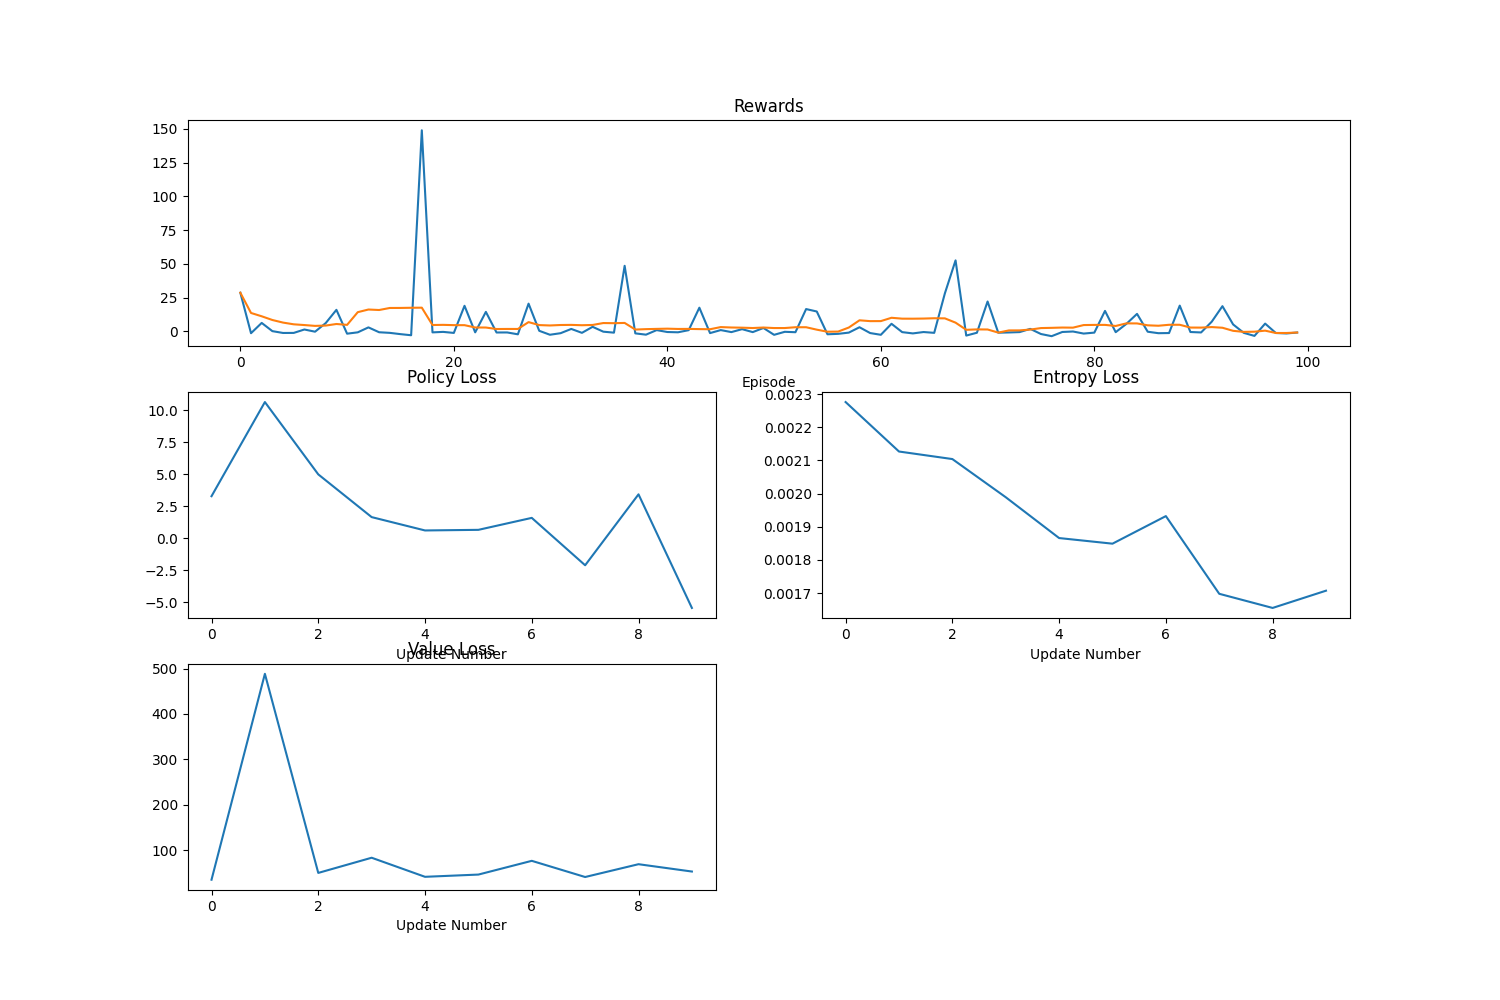 Rewards
150
125
100
75
50
25
0
0 20 40 60 80 100
Episode
Policy Loss
10.0
7.5
5.0
2.5
0.0
−2.5
−5.0
0 2 4 6 8
Update Number
Entropy Loss
0.0023
0.0022
0.0021
0.0020
0.0019
0.0018
0.0017
0 2 4 6 8
Update Number
Value Loss
500
400
300
200
100
0 2 4 6 8
Update Number